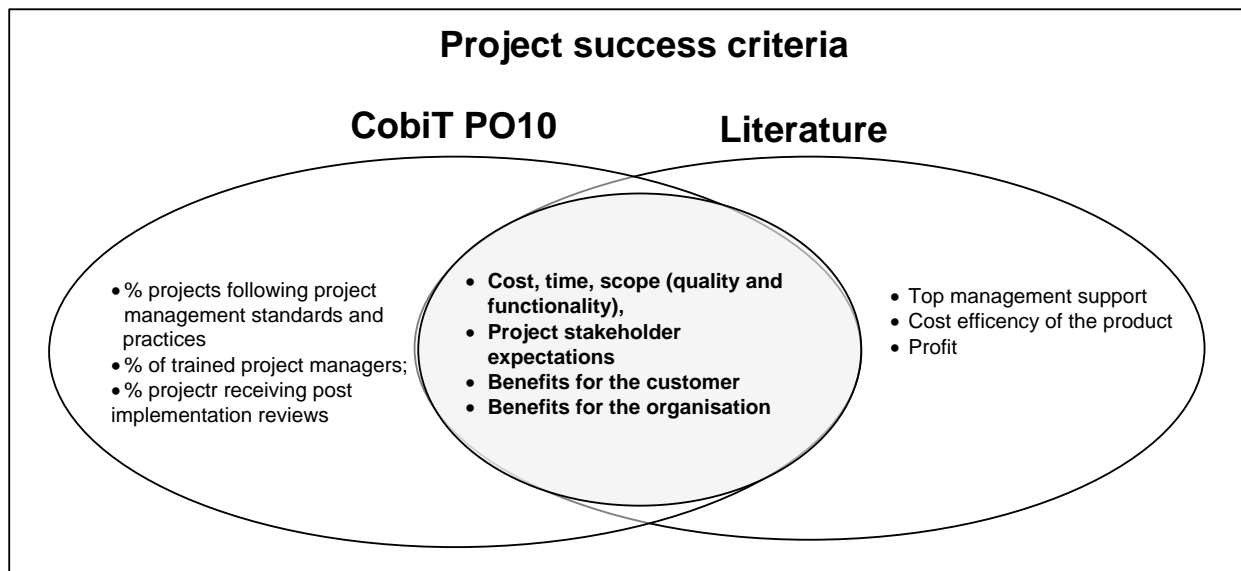 Project success criteria
CobiT PO10
Literature
•% projects following project
management standards and
practices
•% of trained project managers;
•% projectr receiving post
implementation reviews
• Cost, time, scope (quality and
functionality),
• Project stakeholder
expectations
• Benefits for the customer
• Benefits for the organisation
• Top management support
• Cost efficency of the product
• Profit